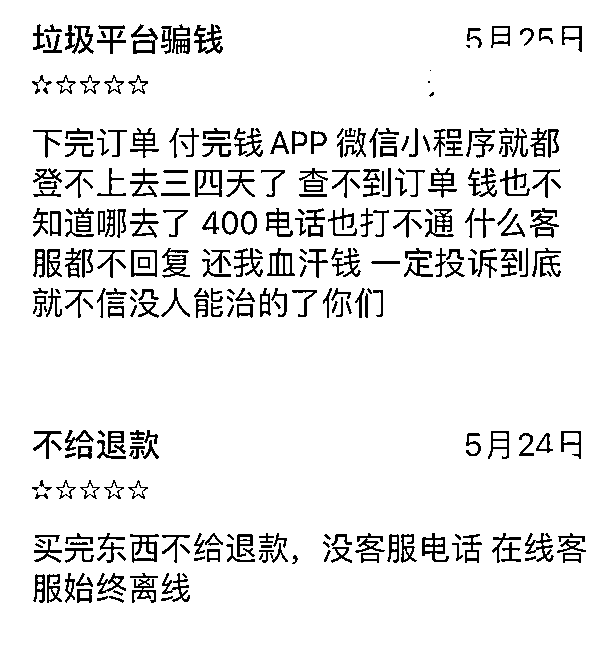 垃圾平台骗钱 5月25日
☆☆☆☆☆
下完订单 付完钱 APP 微信小程序就都
登不上去三四天了 查不到订单 钱也不
知道哪去了 400 电话也打不通 什么客
服都不回复 还我血汗钱 一定投诉到底
就不信没人能治的了你们
不给退款 5月24日
☆☆☆☆☆
买完东西不给退款，没客服电话 在线客
服始终离线